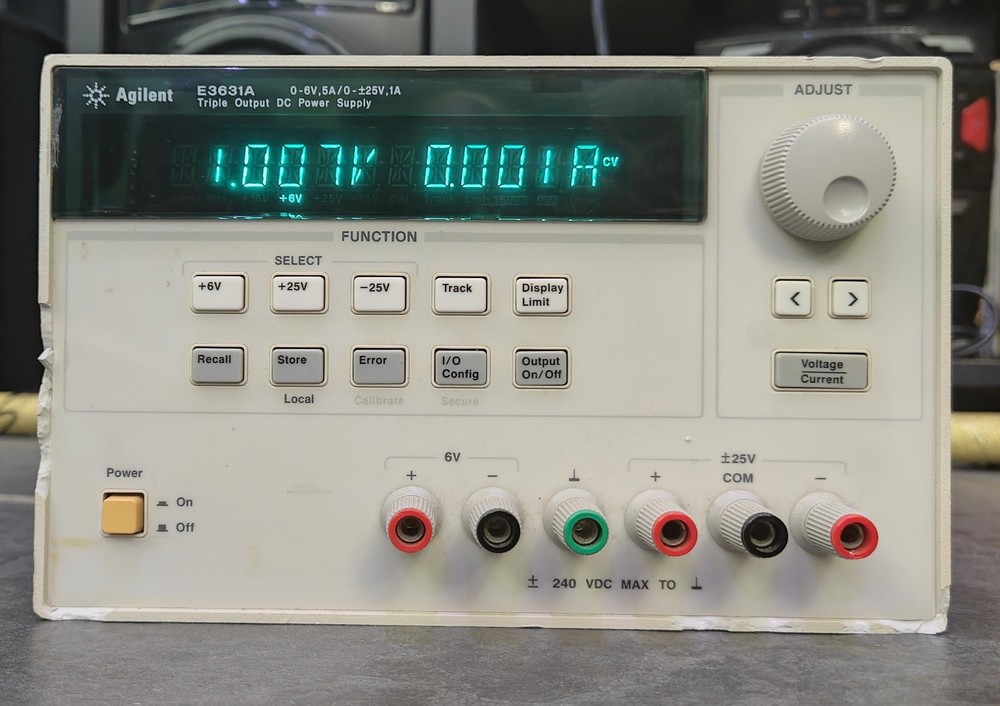 Agilent E3631A 0-6V,5A/0-±25V,1A
Triple Output DC Power Supply
1.007V 0.001A CV
+6V
ADJUST
FUNCTION
SELECT
+6V +25V -25V Track Display Limit
< >
Recall Store Error I/O Config Output On/Off
Voltage
Current
Local Calibrate Secure
Power
On
Off
6V ±25V
+ - ⊥ + COM -
± 240 VDC MAX TO ⊥